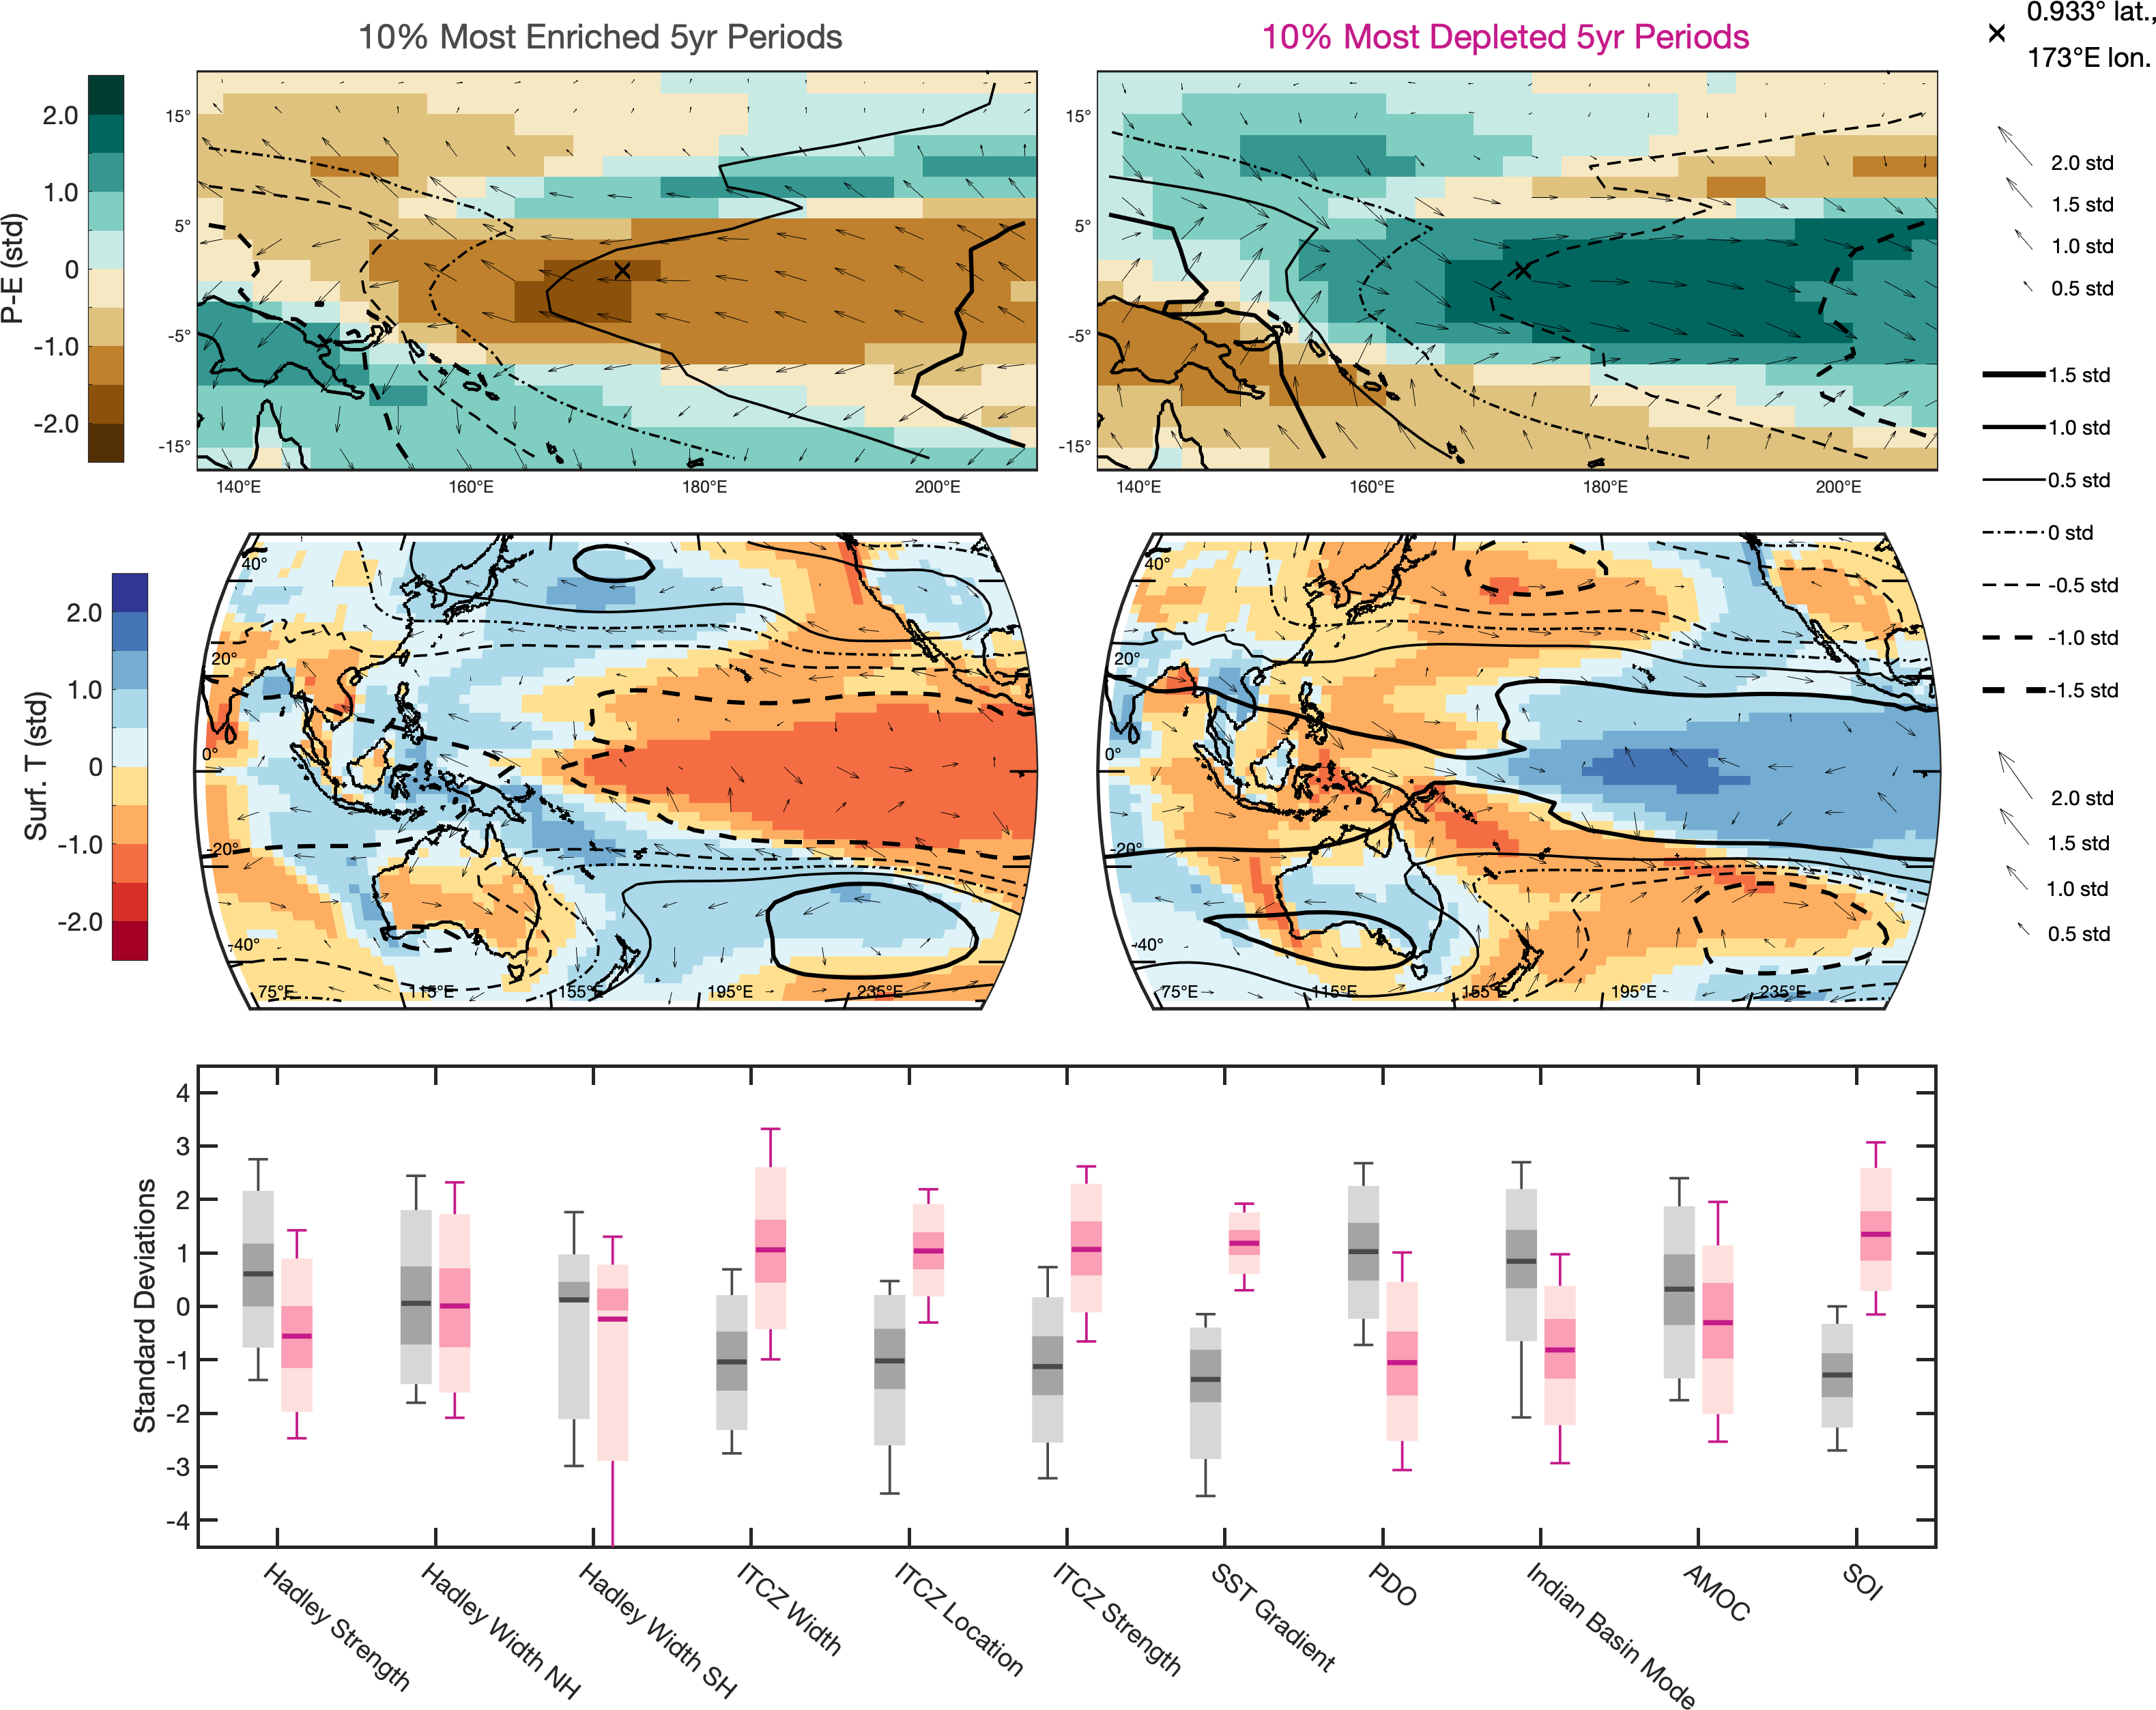 10% Most Enriched 5yr Periods
10% Most Depleted 5yr Periods
0.933° lat.,
173°E lon.
P-E (std)
2.0
1.0
0
-1.0
-2.0
15°
5°
-5°
-15°
140°E
160°E
180°E
200°E
15°
5°
-5°
-15°
140°E
160°E
180°E
200°E
2.0 std
1.5 std
1.0 std
0.5 std
1.5 std
1.0 std
0.5 std
0 std
-0.5 std
-1.0 std
-1.5 std
Surf. T (std)
2.0
1.0
0
-1.0
-2.0
40°
20°
0°
-20°
-40°
75°E
115°E
155°E
195°E
235°E
40°
20°
0°
-20°
-40°
75°E
115°E
155°E
195°E
235°E
2.0 std
1.5 std
1.0 std
0.5 std
Standard Deviations
4
3
2
1
0
-1
-2
-3
-4
Hadley Strength
Hadley Width NH
Hadley Width SH
ITCZ Width
ITCZ Location
ITCZ Strength
SST Gradient
PDO
Indian Basin Mode
AMOC
SOI